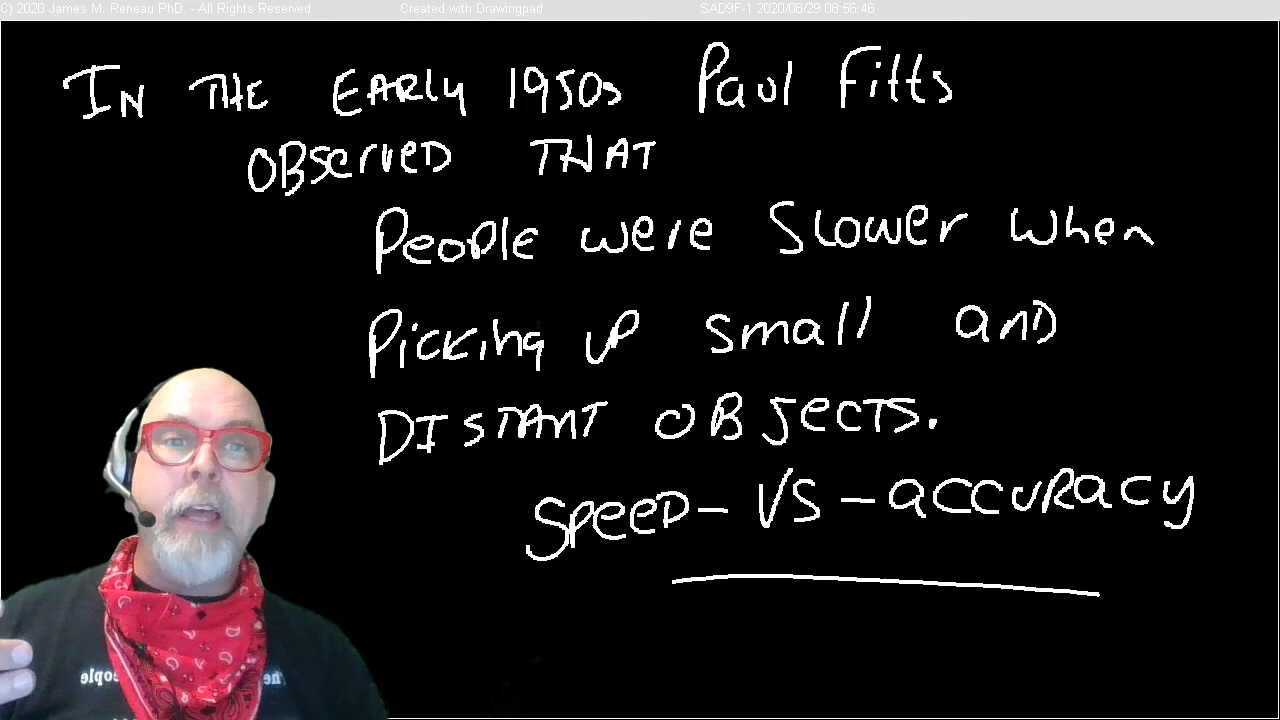 (C) 2020 James M. Reneau PhD. - All Rights Reserved Created with Drawingpad SAD9F-1 2020/08/29 08:56:46
IN THE EARLY 1950s Paul Fitts
OBSERVED THAT
PEOPLE were SLOWER when
PICKING UP small anD
DISTANT OBJECTS.
SPEED - VS - accuracy